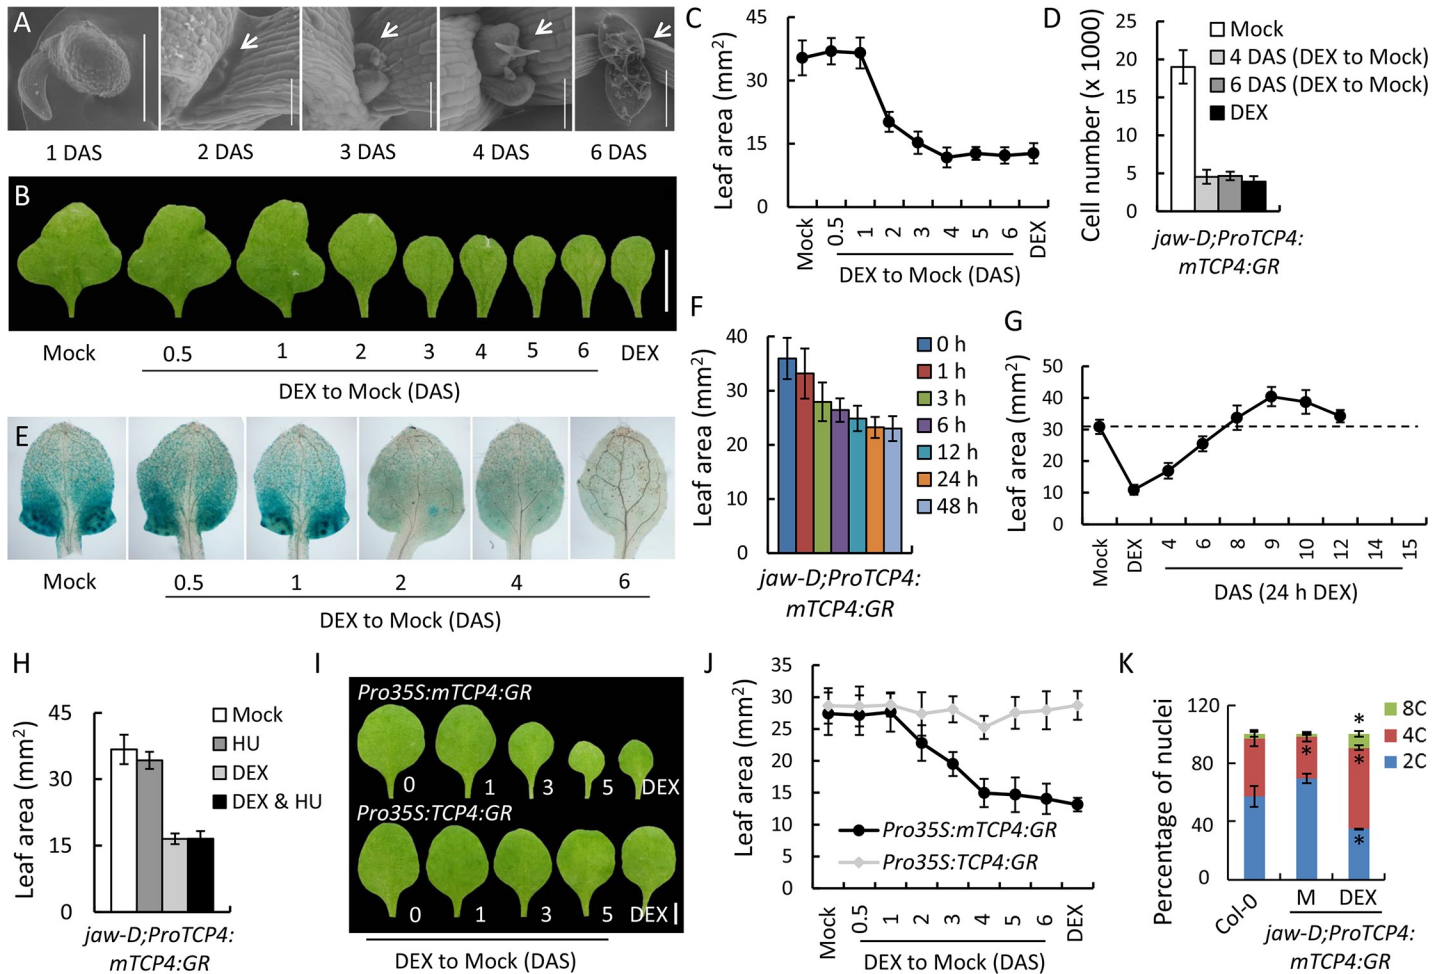 A
1 DAS
2 DAS
3 DAS
4 DAS
6 DAS
B
Mock
0.5
1
2
3
4
5
6
DEX
DEX to Mock (DAS)
C
Leaf area (mm²)
45
30
15
0
Mock
0.5
1
2
3
4
5
6
DEX
DEX to Mock (DAS)
D
Cell number (x 1000)
25
20
15
10
5
0
Mock
4 DAS (DEX to Mock)
6 DAS (DEX to Mock)
DEX
jaw-D;ProTCP4:
mTCP4:GR
E
Mock
0.5
1
2
4
6
DEX to Mock (DAS)
F
Leaf area (mm²)
40
30
20
10
0
0 h
1 h
3 h
6 h
12 h
24 h
48 h
jaw-D;ProTCP4:
mTCP4:GR
G
Leaf area (mm²)
50
40
30
20
10
0
Mock
DEX
4
6
8
9
10
12
14
15
DAS (24 h DEX)
H
Leaf area (mm²)
45
30
15
0
Mock
HU
DEX
DEX & HU
jaw-D;ProTCP4:
mTCP4:GR
I
Pro35S:mTCP4:GR
0
1
3
5
DEX
Pro35S:TCP4:GR
0
1
3
5
DEX
DEX to Mock (DAS)
J
Leaf area (mm²)
35
30
25
20
15
10
5
0
Pro35S:mTCP4:GR
Pro35S:TCP4:GR
Mock
0.5
1
2
3
4
5
6
DEX
DEX to Mock (DAS)
K
Percentage of nuclei
120
80
40
0
*
*
*
*
8C
4C
2C
Col-0
M
DEX
jaw-D;ProTCP4:
mTCP4:GR